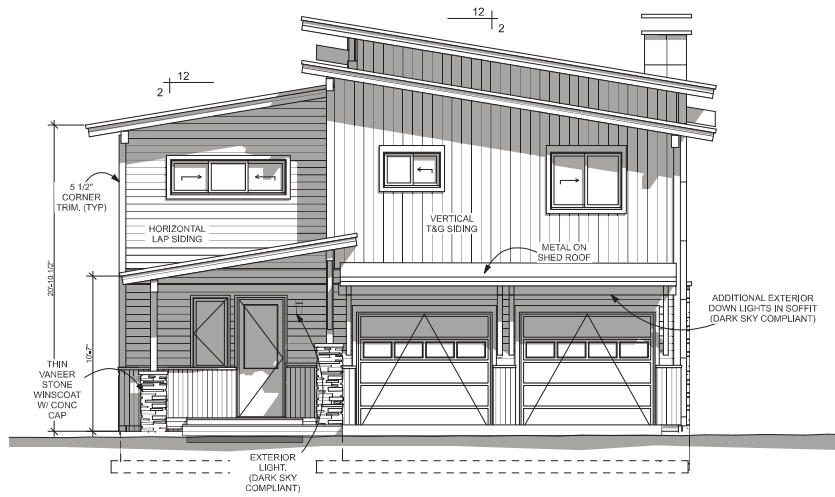 12
2
12
2
5 1/2"
CORNER
TRIM. (TYP)
HORIZONTAL
LAP SIDING
VERTICAL
T&G SIDING
METAL ON
SHED ROOF
20'-10 1/2"
ADDITIONAL EXTERIOR
DOWN LIGHTS IN SOFFIT
(DARK SKY COMPLIANT)
10'-7"
THIN
VANEER
STONE
WINSCOAT
W/ CONC
CAP
EXTERIOR
LIGHT.
(DARK SKY
COMPLIANT)